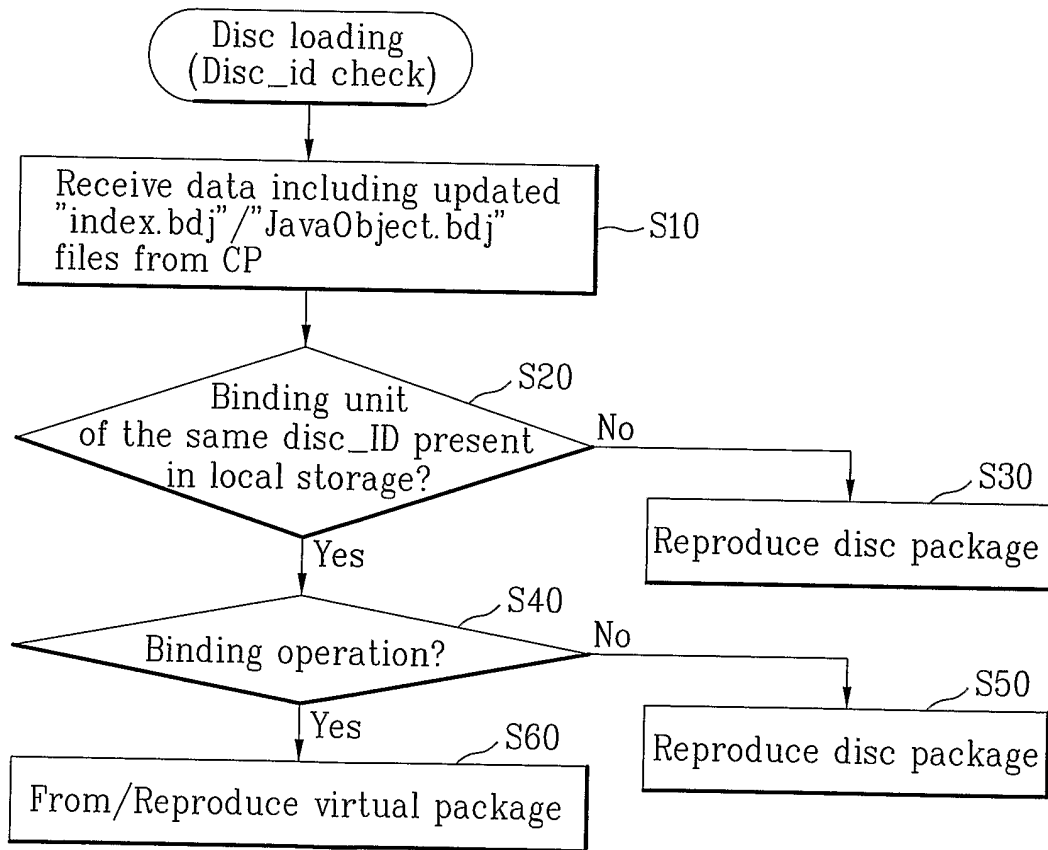 Disc loading
(Disc_id check)
Receive data including updated
"index.bdj"/"JavaObject.bdj"
files from CP
S10
S20
Binding unit
of the same disc_ID present
in local storage?
No
S30
Reproduce disc package
Yes
S40
Binding operation?
No
S50
Reproduce disc package
Yes
S60
From/Reproduce virtual package